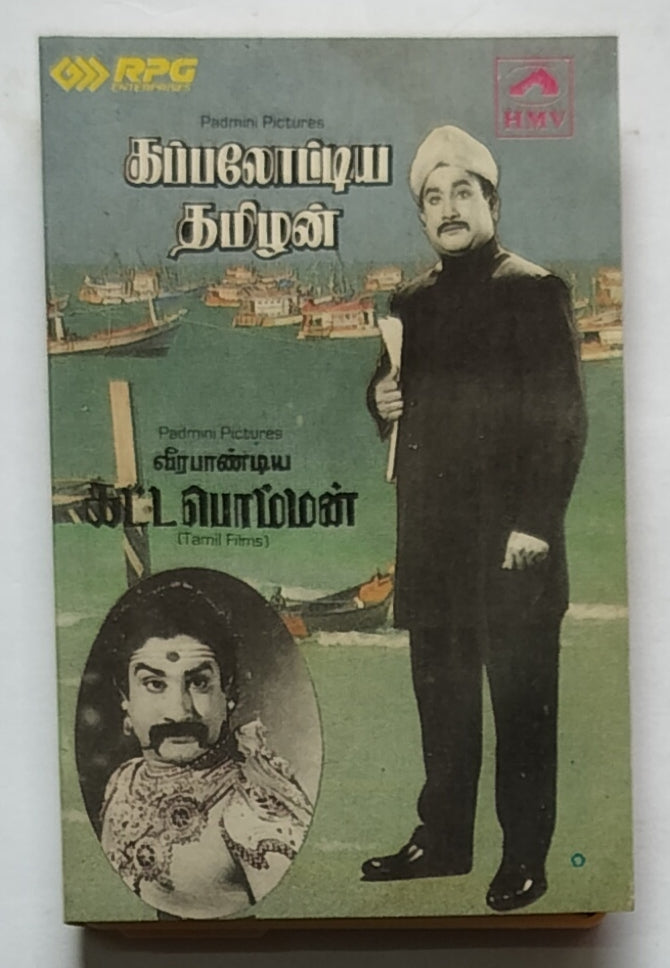 RPG
ENTERPRISES
HMV
Padmini Pictures
கப்பலோட்டிய
தமிழன்
Padmini Pictures
வீரபாண்டிய
கட்டபொம்மன்
(Tamil Films)